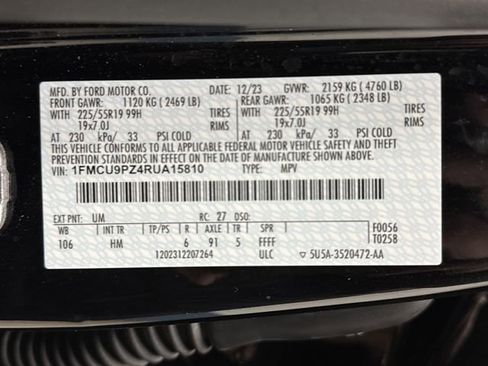 MFD. BY FORD MOTOR CO. 12/23 GVWR: 2159 KG ( 4760 LB)
FRONT GAWR: 1120 KG ( 2469 LB) REAR GAWR: 1065 KG ( 2348 LB)
WITH 225/55R19 99H TIRES WITH 225/55R19 99H TIRES
19x7.0J RIMS 19x7.0J RIMS
AT 230 kPa/ 33 PSI COLD AT 230 kPa/ 33 PSI COLD
THIS VEHICLE CONFORMS TO ALL APPLICABLE FEDERAL MOTOR VEHICLE
SAFETY AND THEFT PREVENTION STANDARDS IN EFFECT ON THE DATE OF
MANUFACTURE SHOWN ABOVE.
VIN: 1FMCU9PZ4RUA15810 TYPE: MPV
EXT PNT: UM RC: 27 DSO:
WB INT TR TP/PS R AXLE TR SPR F0056
106 HM 6 91 5 FFFF T0258
1202312207264 ULC 5U5A-3520472-AA